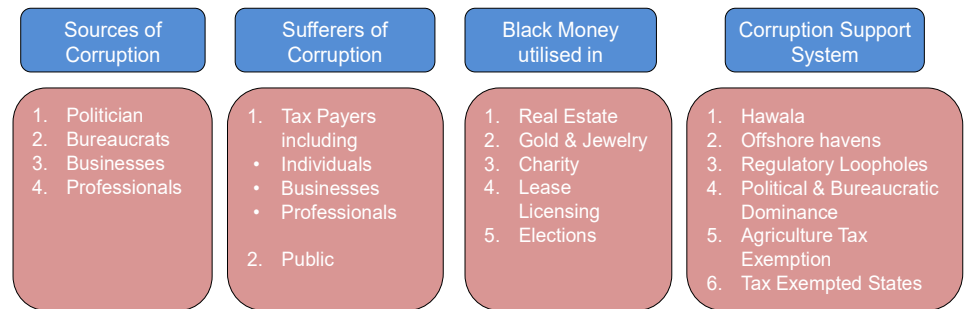 Sources of
Corruption
1. Politician
2. Bureaucrats
3. Businesses
4. Professionals
Sufferers of
Corruption
1. Tax Payers
including
• Individuals
• Businesses
• Professionals
2. Public
Black Money
utilised in
1. Real Estate
2. Gold & Jewelry
3. Charity
4. Lease
Licensing
5. Elections
Corruption Support
System
1. Hawala
2. Offshore havens
3. Regulatory Loopholes
4. Political & Bureaucratic
Dominance
5. Agriculture Tax
Exemption
6. Tax Exempted States